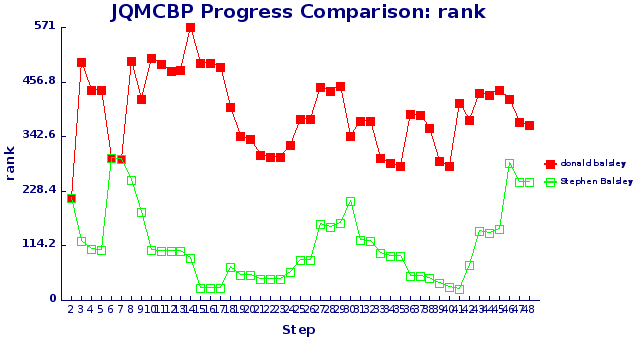 JQMCBP Progress Comparison: rank
571
456.8
342.6
228.4
114.2
0
rank
2 3 4 5 6 7 8 9 10 11 12 13 14 15 16 17 18 19 20 21 22 23 24 25 26 27 28 29 30 31 32 33 34 35 36 37 38 39 40 41 42 43 44 45 46 47 48
Step
donald balsley
Stephen Balsley